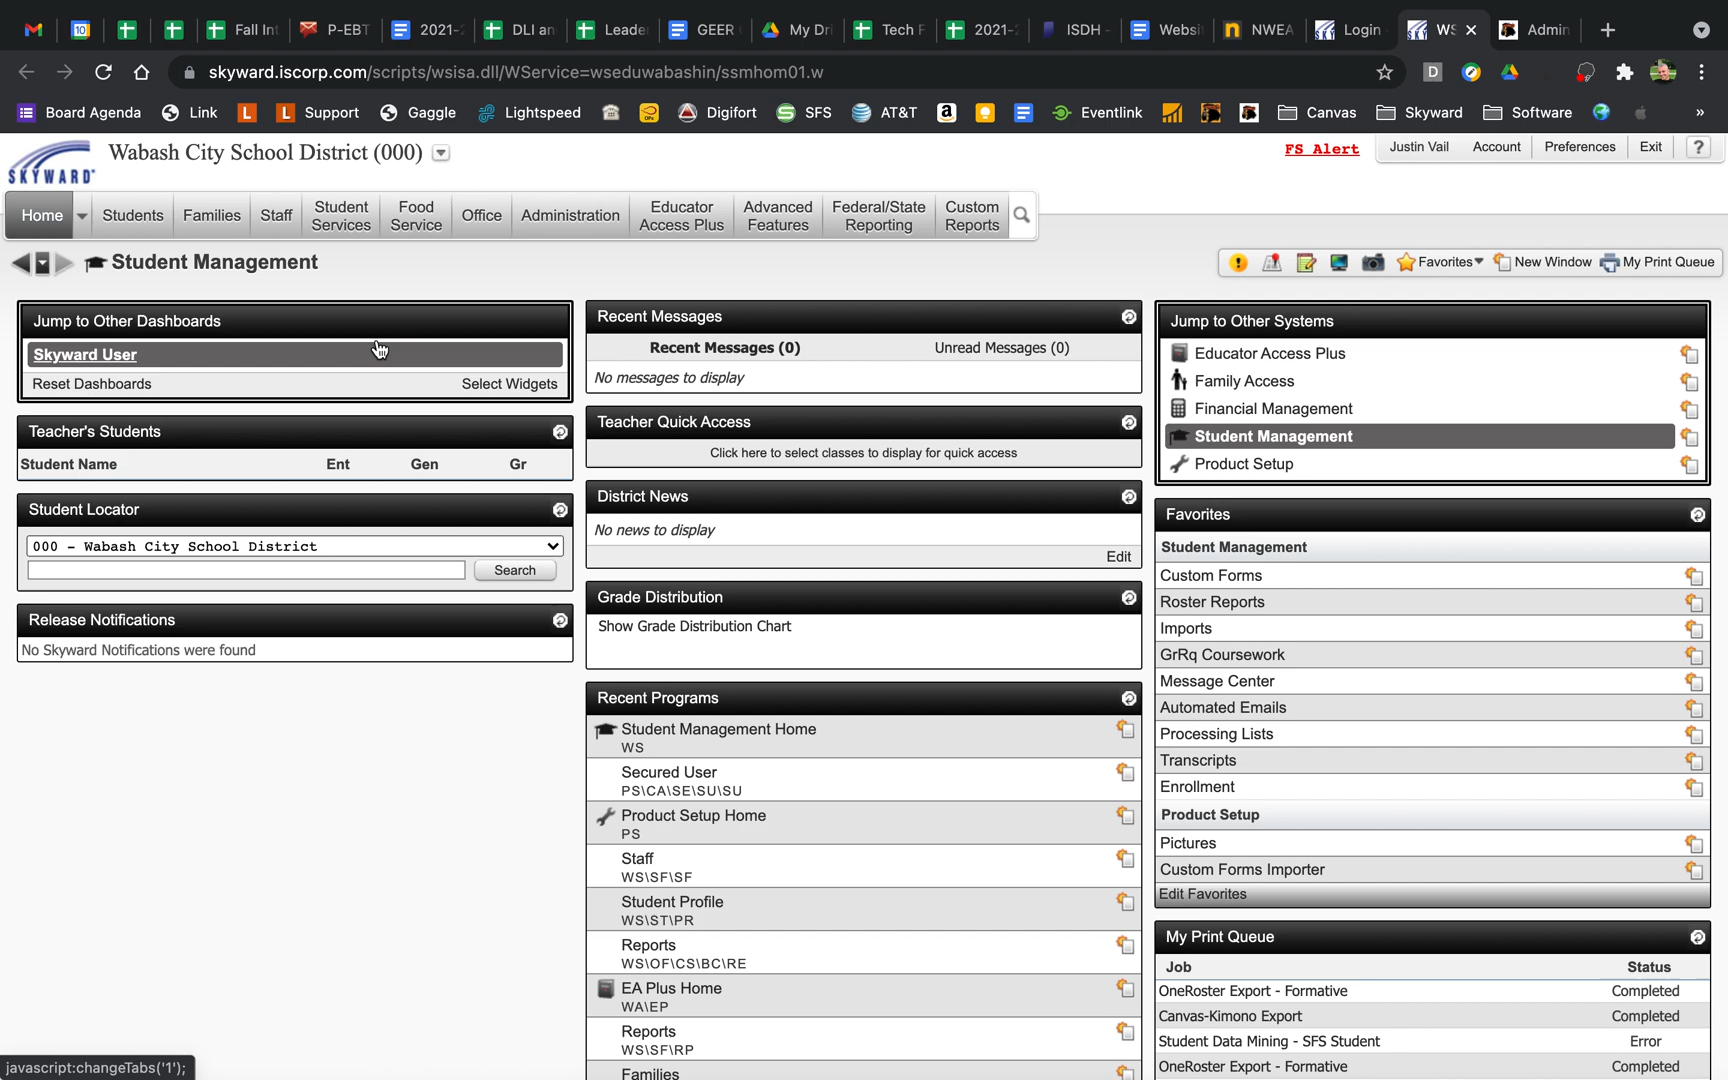 10
Fall Int
P-EBT
2021-2
DLI an
Leade
GEER
My Dri
Tech F
2021-2
ISDH -
Websi
NWEA
Login
WS
Admin
skyward.iscorp.com/scripts/wsisa.dll/WService=wseduwabashin/ssmhom01.w
D
Board Agenda
Link
L
L Support
Gaggle
Lightspeed
Digifort
SFS
AT&T
Eventlink
Canvas
Skyward
Software
»
SKYWARD
Wabash City School District (000)
FS Alert
Justin Vail
Account
Preferences
Exit
?
Home
Students
Families
Staff
Student Services
Food Service
Office
Administration
Educator Access Plus
Advanced Features
Federal/State Reporting
Custom Reports
Student Management
Favorites
New Window
My Print Queue
Jump to Other Dashboards
Skyward User
Reset Dashboards
Select Widgets
Teacher's Students
Student Name Ent Gen Gr
Student Locator
000 - Wabash City School District
Search
Release Notifications
No Skyward Notifications were found
Recent Messages
Recent Messages (0) Unread Messages (0)
No messages to display
Teacher Quick Access
Click here to select classes to display for quick access
District News
No news to display
Edit
Grade Distribution
Show Grade Distribution Chart
Recent Programs
Student Management Home
WS
Secured User
PS\CA\SE\SU\SU
Product Setup Home
PS
Staff
WS\SF\SF
Student Profile
WS\ST\PR
Reports
WS\OF\CS\BC\RE
EA Plus Home
WA\EP
Reports
WS\SF\RP
Families
Jump to Other Systems
Educator Access Plus
Family Access
Financial Management
Student Management
Product Setup
Favorites
Student Management
Custom Forms
Roster Reports
Imports
GrRq Coursework
Message Center
Automated Emails
Processing Lists
Transcripts
Enrollment
Product Setup
Pictures
Custom Forms Importer
Edit Favorites
My Print Queue
Job Status
OneRoster Export - Formative Completed
Canvas-Kimono Export Completed
Student Data Mining - SFS Student Error
OneRoster Export - Formative Completed
javascript:changeTabs('1');